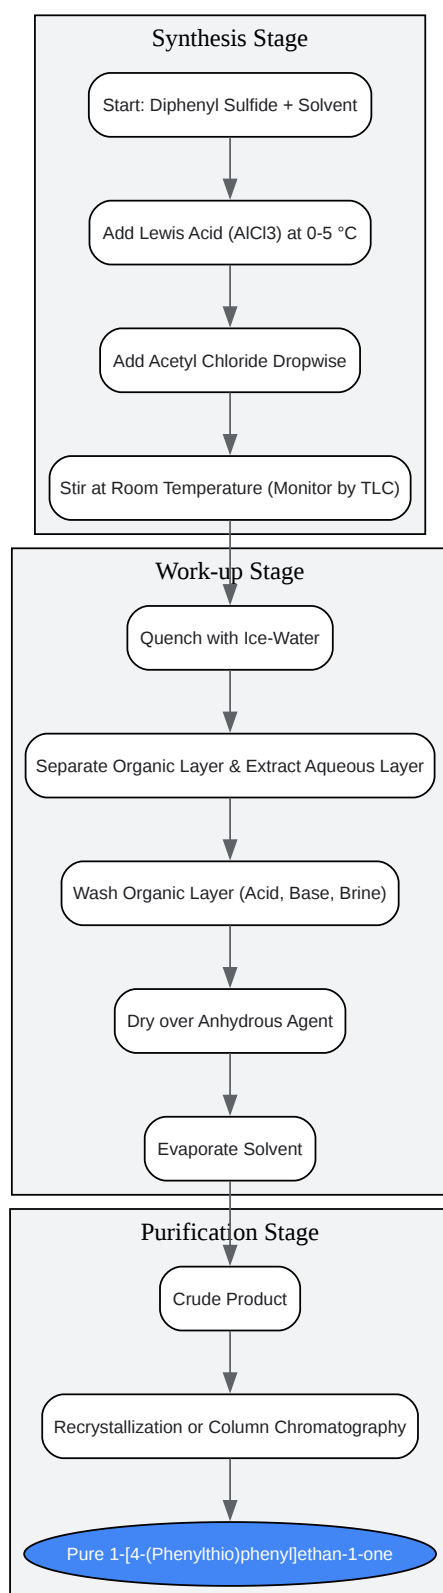 Synthesis Stage
Start: Diphenyl Sulfide + Solvent
Add Lewis Acid (AlCl3) at 0-5 °C
Add Acetyl Chloride Dropwise
Stir at Room Temperature (Monitor by TLC)
Work-up Stage
Quench with Ice-Water
Separate Organic Layer & Extract Aqueous Layer
Wash Organic Layer (Acid, Base, Brine)
Dry over Anhydrous Agent
Evaporate Solvent
Purification Stage
Crude Product
Recrystallization or Column Chromatography
Pure 1-[4-(Phenylthio)phenyl]ethan-1-one